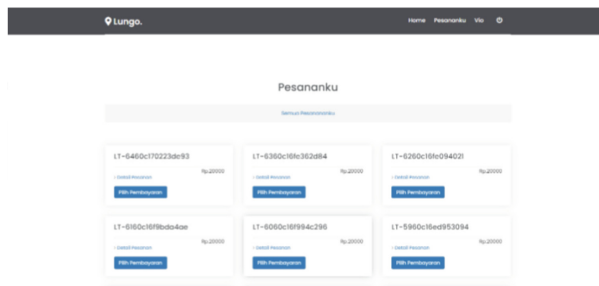 Lungo.
Home Pesananku Vio
Pesananku
Semua Pesanananku
LT-6460c170223de93
Rp.20000
Detail Pesanan
Pilih Pembayaran
LT-6360c16fe362d84
Rp.20000
Detail Pesanan
Pilih Pembayaran
LT-6260c16fe094021
Rp.20000
Detail Pesanan
Pilih Pembayaran
LT-6160c16f9bda4ae
Rp.20000
Detail Pesanan
Pilih Pembayaran
LT-6060c16f994c296
Rp.20000
Detail Pesanan
Pilih Pembayaran
LT-5960c16ed953094
Rp.20000
Detail Pesanan
Pilih Pembayaran